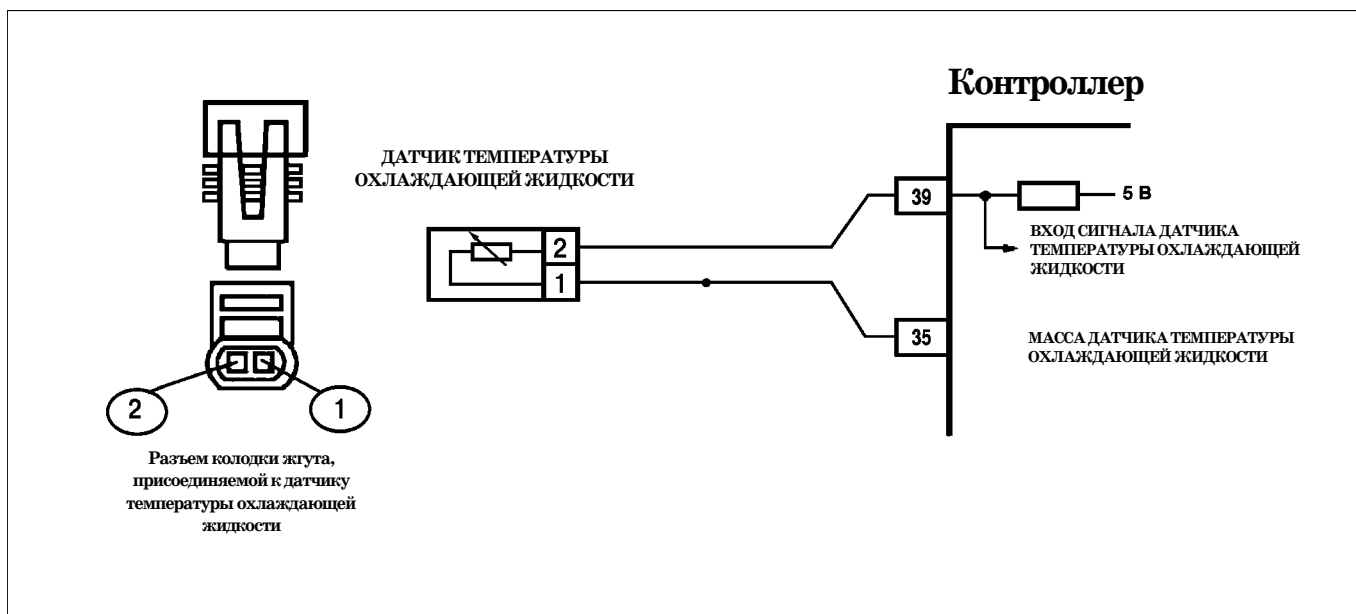 Контроллер
ДАТЧИК ТЕМПЕРАТУРЫ
ОХЛАЖДАЮЩЕЙ ЖИДКОСТИ
39
5 В
ВХОД СИГНАЛА ДАТЧИКА
ТЕМПЕРАТУРЫ ОХЛАЖДАЮЩЕЙ
ЖИДКОСТИ
2
1
35
МАССА ДАТЧИКА ТЕМПЕРАТУРЫ
ОХЛАЖДАЮЩЕЙ ЖИДКОСТИ
2
1
Разъем колодки жгута,
присоединяемой к датчику
температуры охлаждающей
жидкости